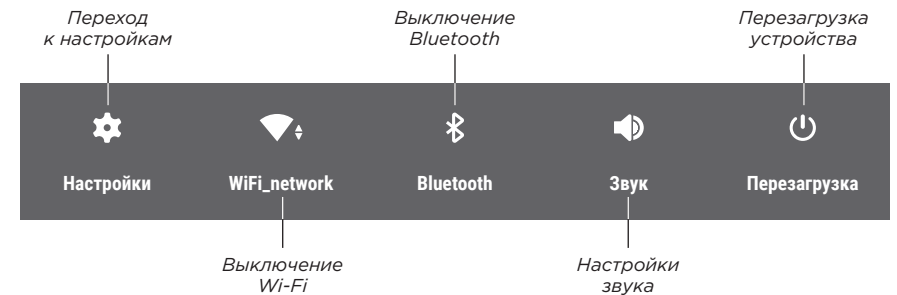 Переход
к настройкам
Выключение
Bluetooth
Перезагрузка
устройства
Настройки
WiFi_network
Bluetooth
Звук
Перезагрузка
Выключение
Wi-Fi
Настройки
звука